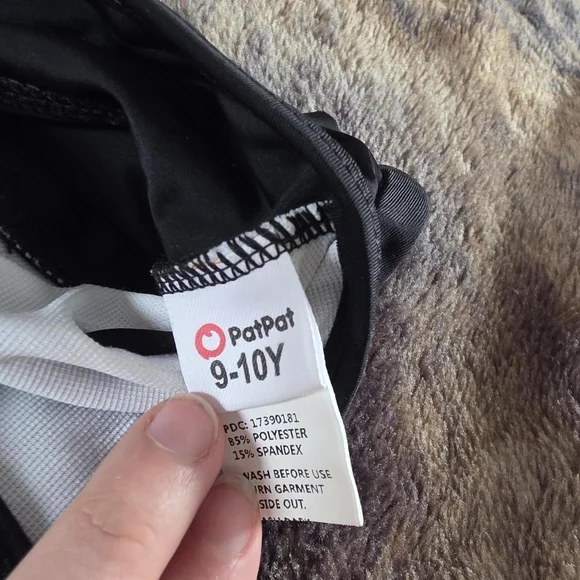 PatPat
9-10Y
PDC: 17390181
85% POLYESTER
15% SPANDEX
WASH BEFORE USE
URN GARMENT
SIDE OUT.